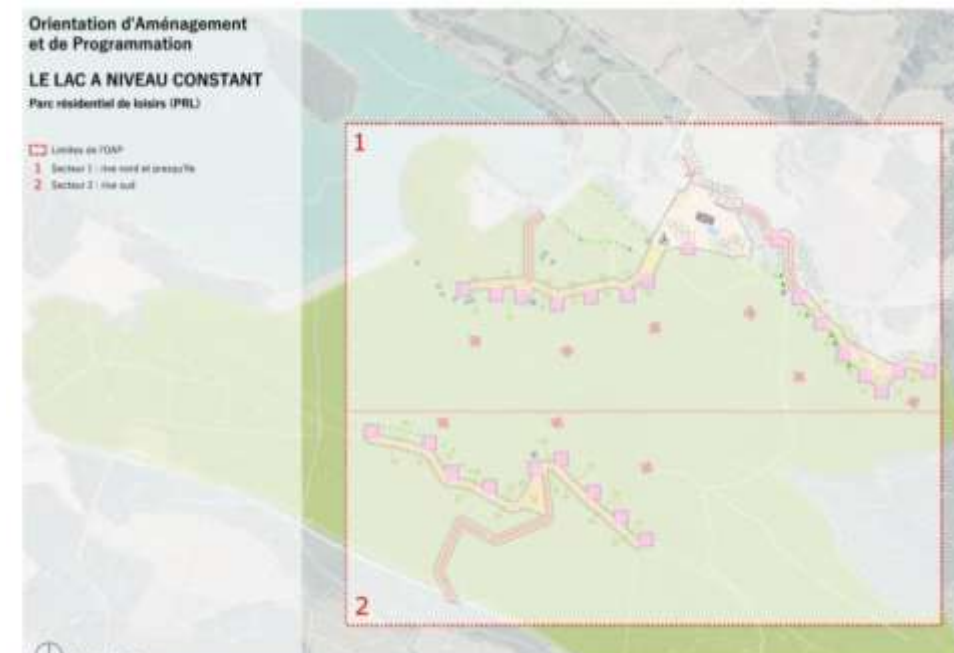 Orientation d'Aménagement
et de Programmation
LE LAC A NIVEAU CONSTANT
Parc résidentiel de loisirs (PRL)
Limites de l'OAP
1 Secteur 1 : rive nord et presqu'île
2 Secteur 2 : rive sud
1
2